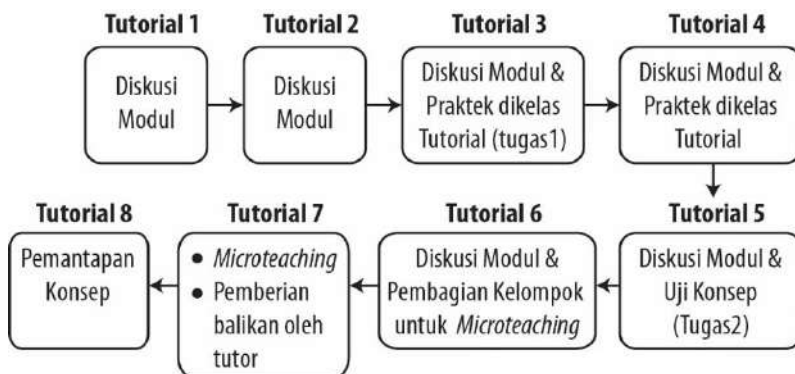 Tutorial 1
Diskusi
Modul
Tutorial 2
Diskusi
Modul
Tutorial 3
Diskusi Modul &
Praktek dikelas
Tutorial (tugas1)
Tutorial 4
Diskusi Modul &
Praktek dikelas
Tutorial
Tutorial 5
Diskusi Modul &
Uji Konsep
(Tugas2)
Tutorial 6
Diskusi Modul &
Pembagian Kelompok
untuk Microteaching
Tutorial 7
• Microteaching
• Pemberian
balikan oleh
tutor
Tutorial 8
Pemantapan
Konsep